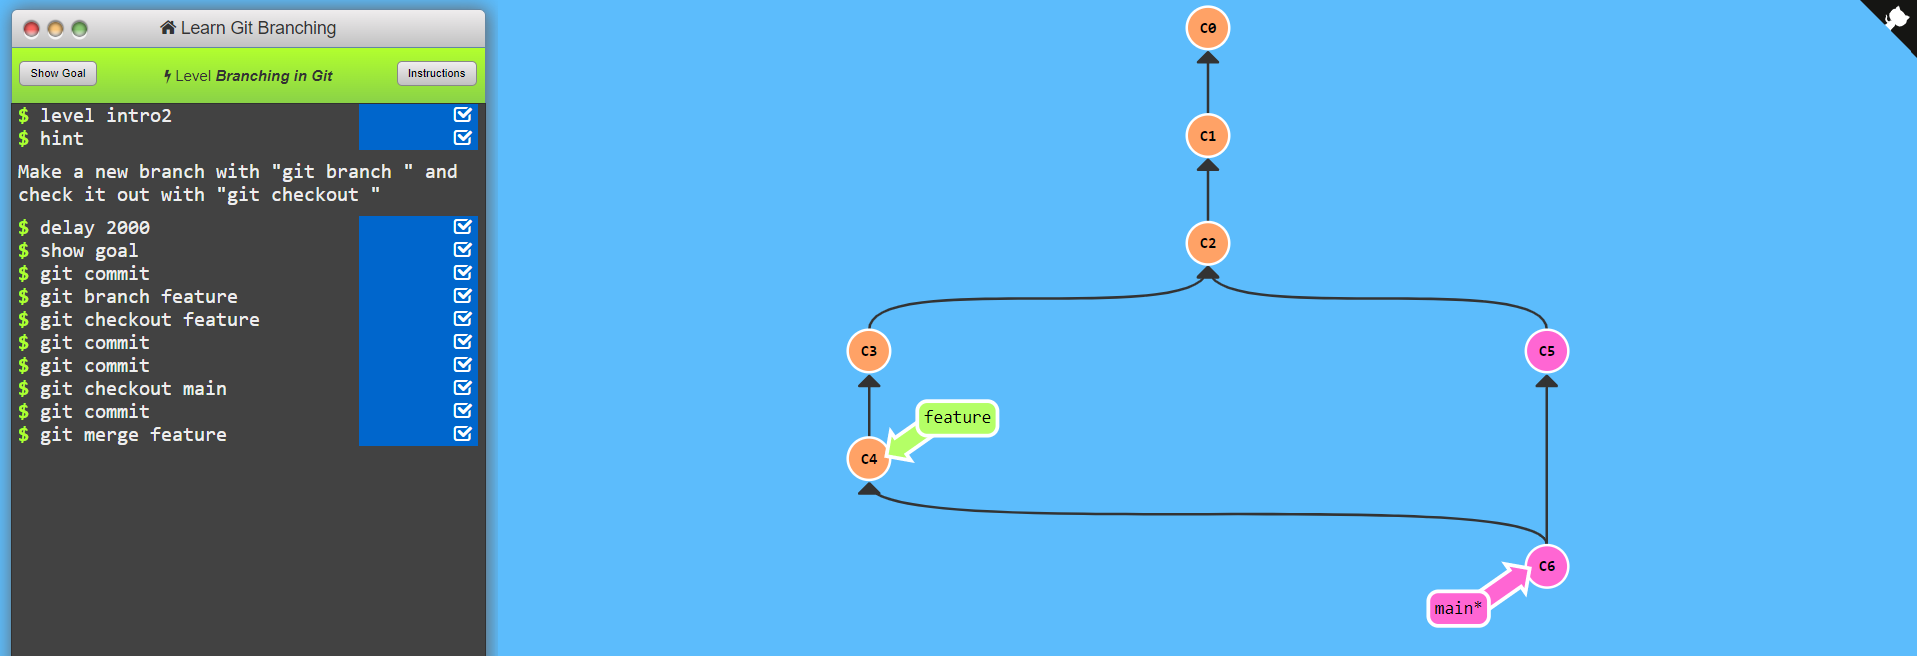 Learn Git Branching
Show Goal
Level Branching in Git
Instructions
$ level intro2
$ hint
Make a new branch with "git branch " and
check it out with "git checkout "
$ delay 2000
$ show goal
$ git commit
$ git branch feature
$ git checkout feature
$ git commit
$ git commit
$ git checkout main
$ git commit
$ git merge feature
C0
C1
C2
C3
C5
feature
C4
C6
main*